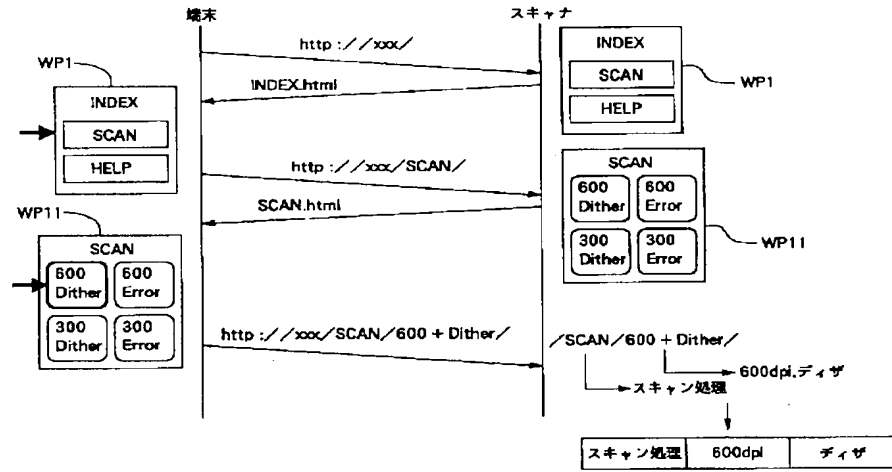 端末
スキャナ
http://xxx/
INDEX.html
WP1
INDEX
SCAN
HELP
INDEX
SCAN
HELP
WP1
http://xxx/SCAN/
SCAN.html
WP11
SCAN
600 Dither
600 Error
300 Dither
300 Error
SCAN
600 Dither
600 Error
300 Dither
300 Error
WP11
http://xxx/SCAN/600 + Dither/
/SCAN/600 + Dither/
600dpi,ディザ
スキャン処理
スキャン処理 600dpi ディザ